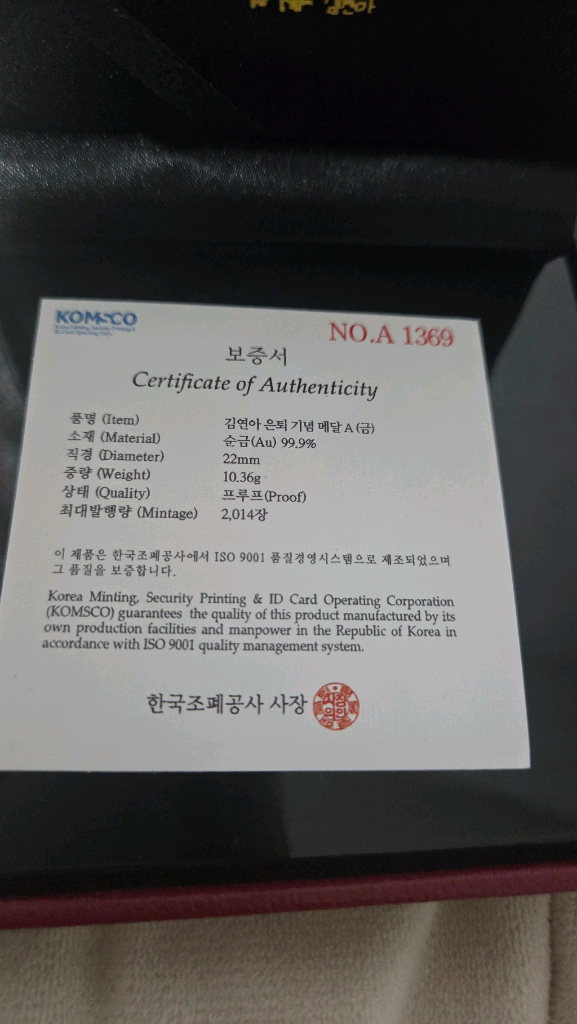 KOMSCO
NO.A 1369
보증서
Certificate of Authenticity
품명 (Item) 김연아 은퇴 기념 메달 A (금)
소재 (Material) 순금(Au) 99.9%
직경 (Diameter) 22mm
중량 (Weight) 10.36g
상태 (Quality) 프루프(Proof)
최대발행량 (Mintage) 2,014장
이 제품은 한국조폐공사에서 ISO 9001 품질경영시스템으로 제조되었으며
그 품질을 보증합니다.
Korea Minting, Security Printing & ID Card Operating Corporation
(KOMSCO) guarantees the quality of this product manufactured by its
own production facilities and manpower in the Republic of Korea in
accordance with ISO 9001 quality management system.
한국조폐공사 사장